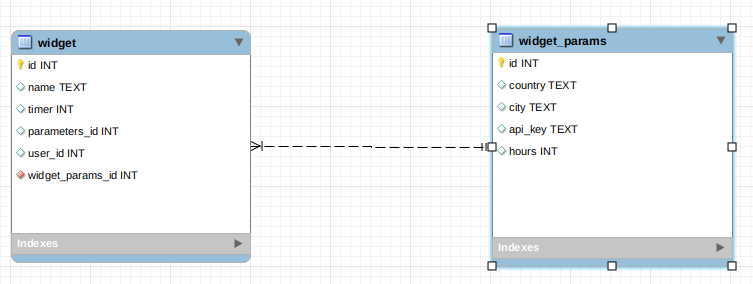 widget
id INT
name TEXT
timer INT
parameters_id INT
user_id INT
widget_params_id INT
Indexes
widget_params
id INT
country TEXT
city TEXT
api_key TEXT
hours INT
Indexes